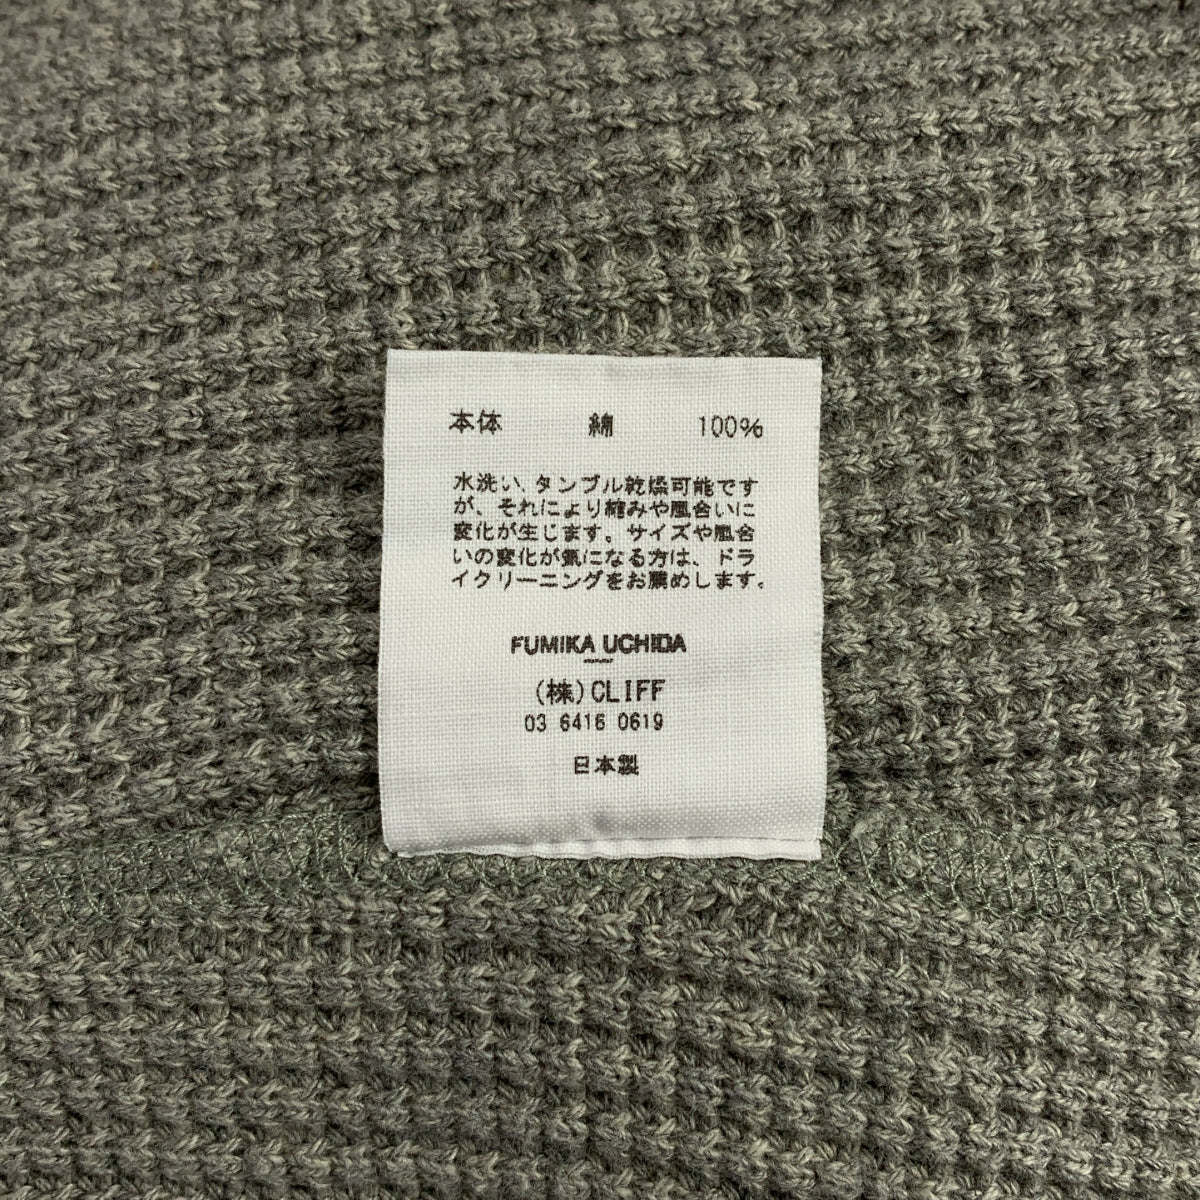 本体 綿 100%
水洗い、タンブル乾燥可能です
が、それにより縮みや風合いに
変化が生じます。サイズや風合
いの変化が気になる方は、ドラ
イクリーニングをお薦めします。
FUMIKA UCHIDA
(株)CLIFF
03 6416 0619
日本製